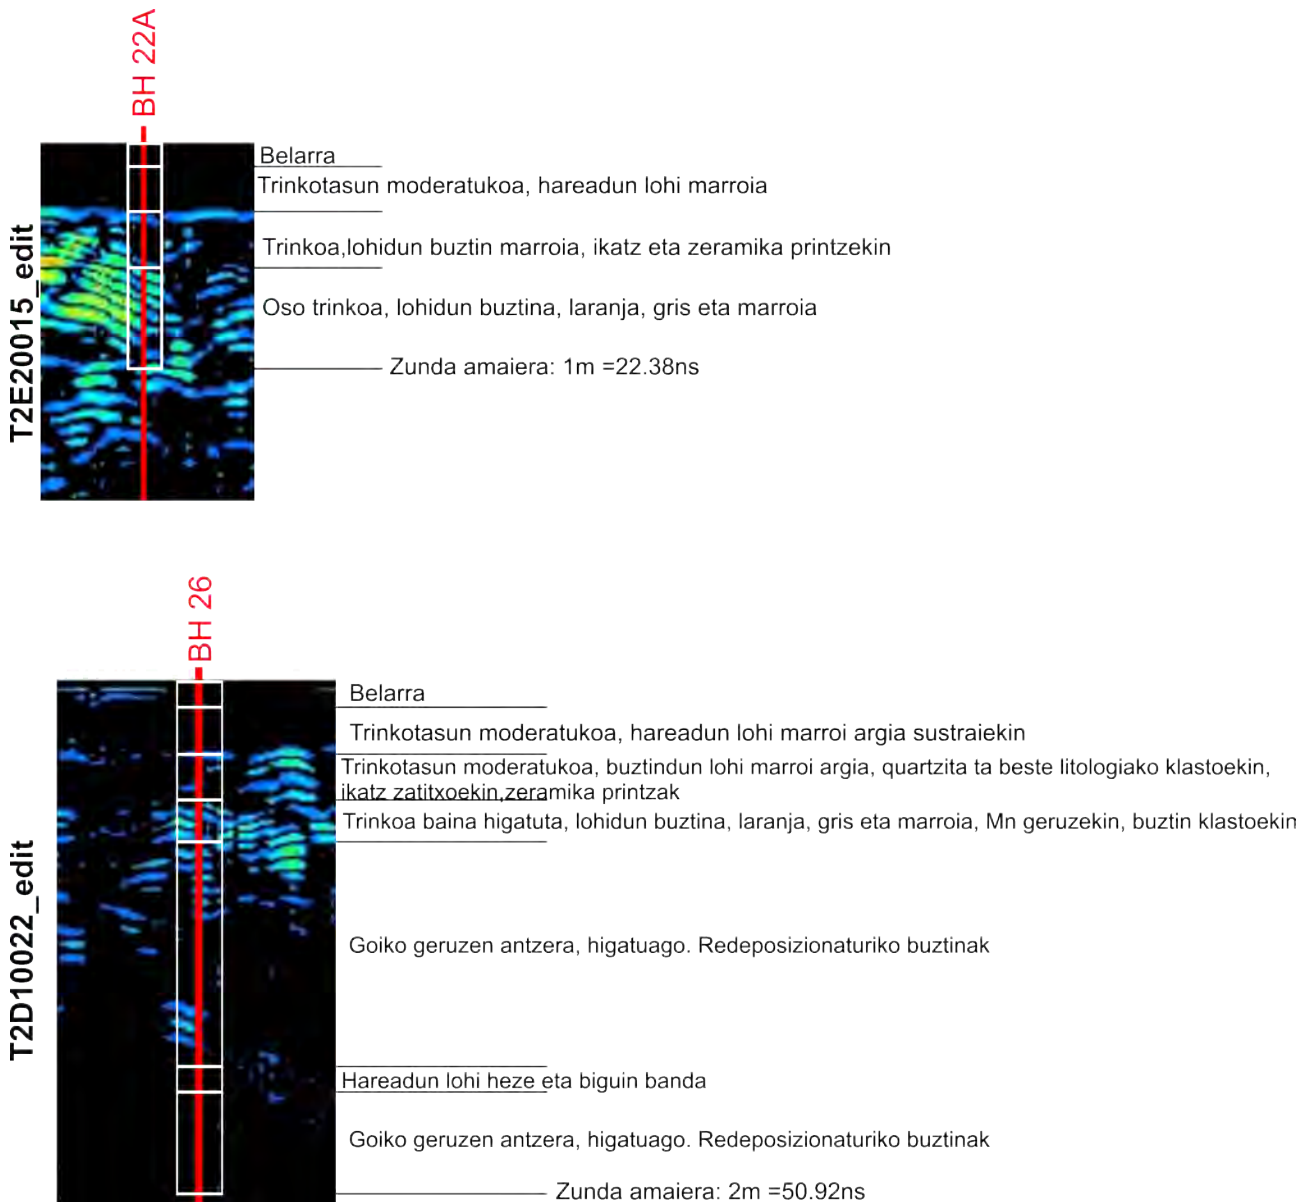 BH 22A
T2E20015_edit
Belarra
Trinkotasun moderatukoa, hareadun lohi marroia
Trinkoa,lohidun buztin marroia, ikatz eta zeramika printzekin
Oso trinkoa, lohidun buztina, laranja, gris eta marroia
Zunda amaiera: 1m =22.38ns
BH 26
T2D10022_edit
Belarra
Trinkotasun moderatukoa, hareadun lohi marroi argia sustraiekin
Trinkotasun moderatukoa, buztindun lohi marroi argia, quartzita ta beste litologiako klastoekin,
ikatz zatitxoekin,zeramika printzak
Trinkoa baina higatuta, lohidun buztina, laranja, gris eta marroia, Mn geruzekin, buztin klastoekin
Goiko geruzen antzera, higatuago. Redeposizionaturiko buztinak
Hareadun lohi heze eta biguin banda
Goiko geruzen antzera, higatuago. Redeposizionaturiko buztinak
Zunda amaiera: 2m =50.92ns